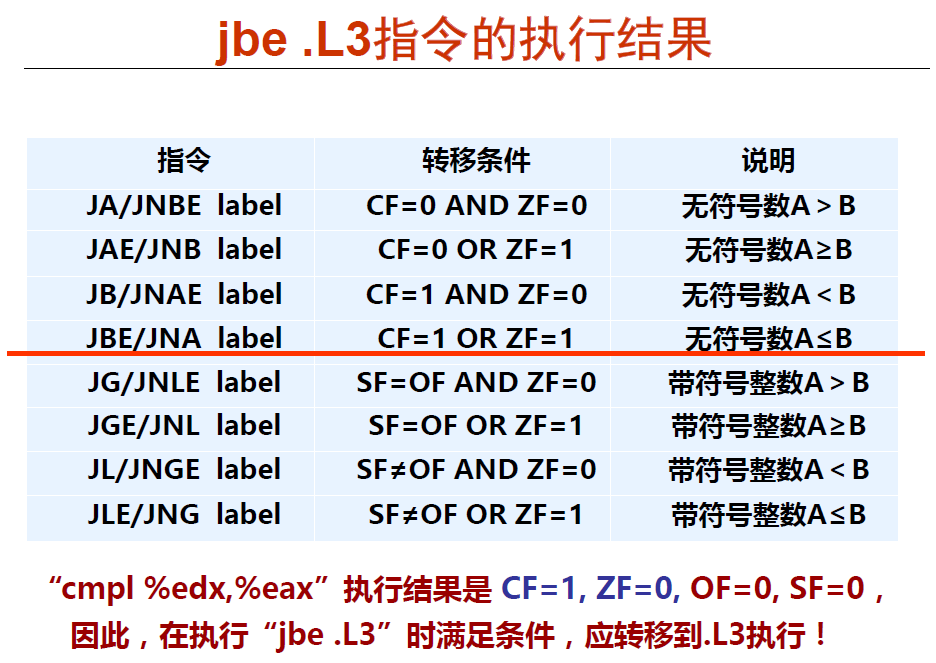 jbe .L3指令的执行结果
指令 转移条件 说明
JA/JNBE label CF=0 AND ZF=0 无符号数A＞B
JAE/JNB label CF=0 OR ZF=1 无符号数A≥B
JB/JNAE label CF=1 AND ZF=0 无符号数A＜B
JBE/JNA label CF=1 OR ZF=1 无符号数A≤B
JG/JNLE label SF=OF AND ZF=0 带符号整数A＞B
JGE/JNL label SF=OF OR ZF=1 带符号整数A≥B
JL/JNGE label SF≠OF AND ZF=0 带符号整数A＜B
JLE/JNG label SF≠OF OR ZF=1 带符号整数A≤B
“cmpl %edx,%eax”执行结果是 CF=1, ZF=0, OF=0, SF=0，
因此，在执行“jbe .L3”时满足条件，应转移到.L3执行！